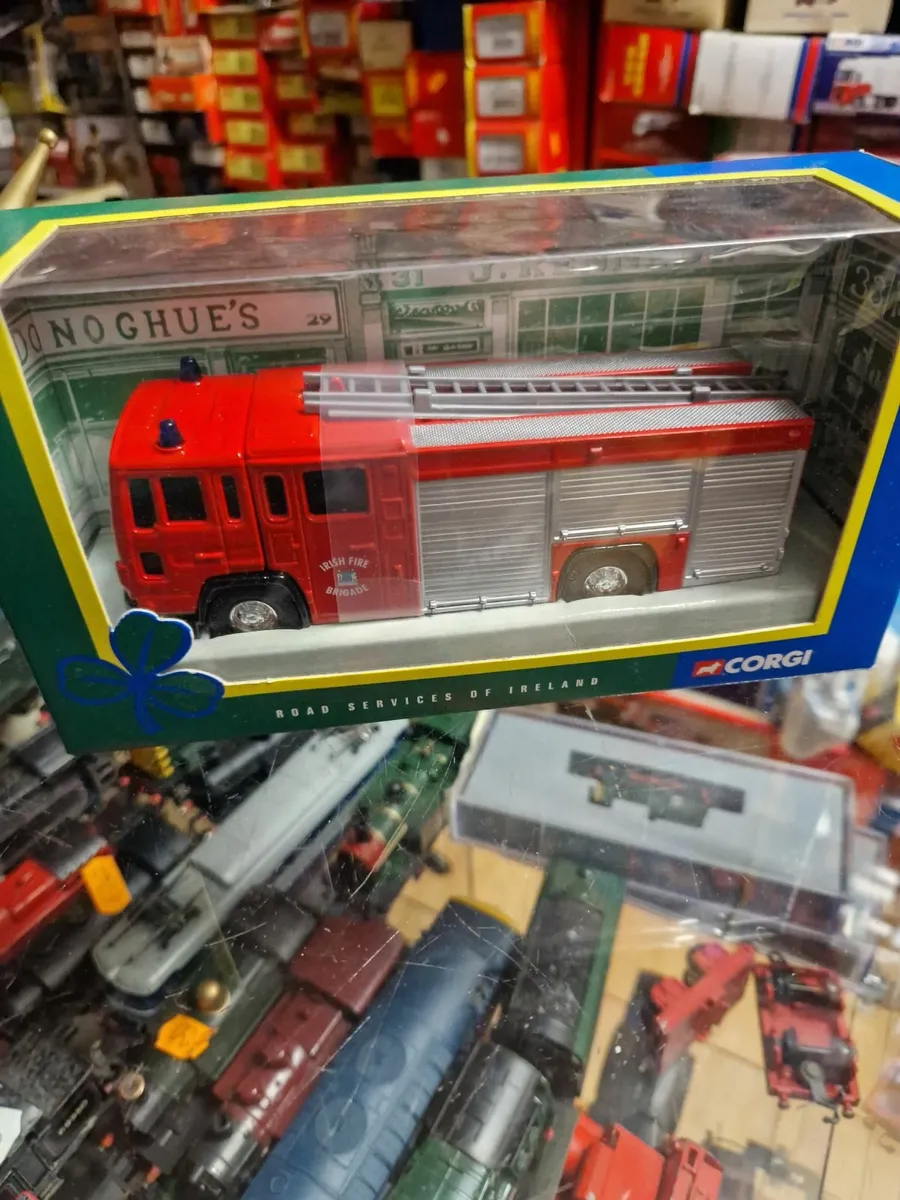 DONOGHUE'S
29
31
IRISH FIRE
BRIGADE
CORGI
ROAD SERVICES OF IRELAND